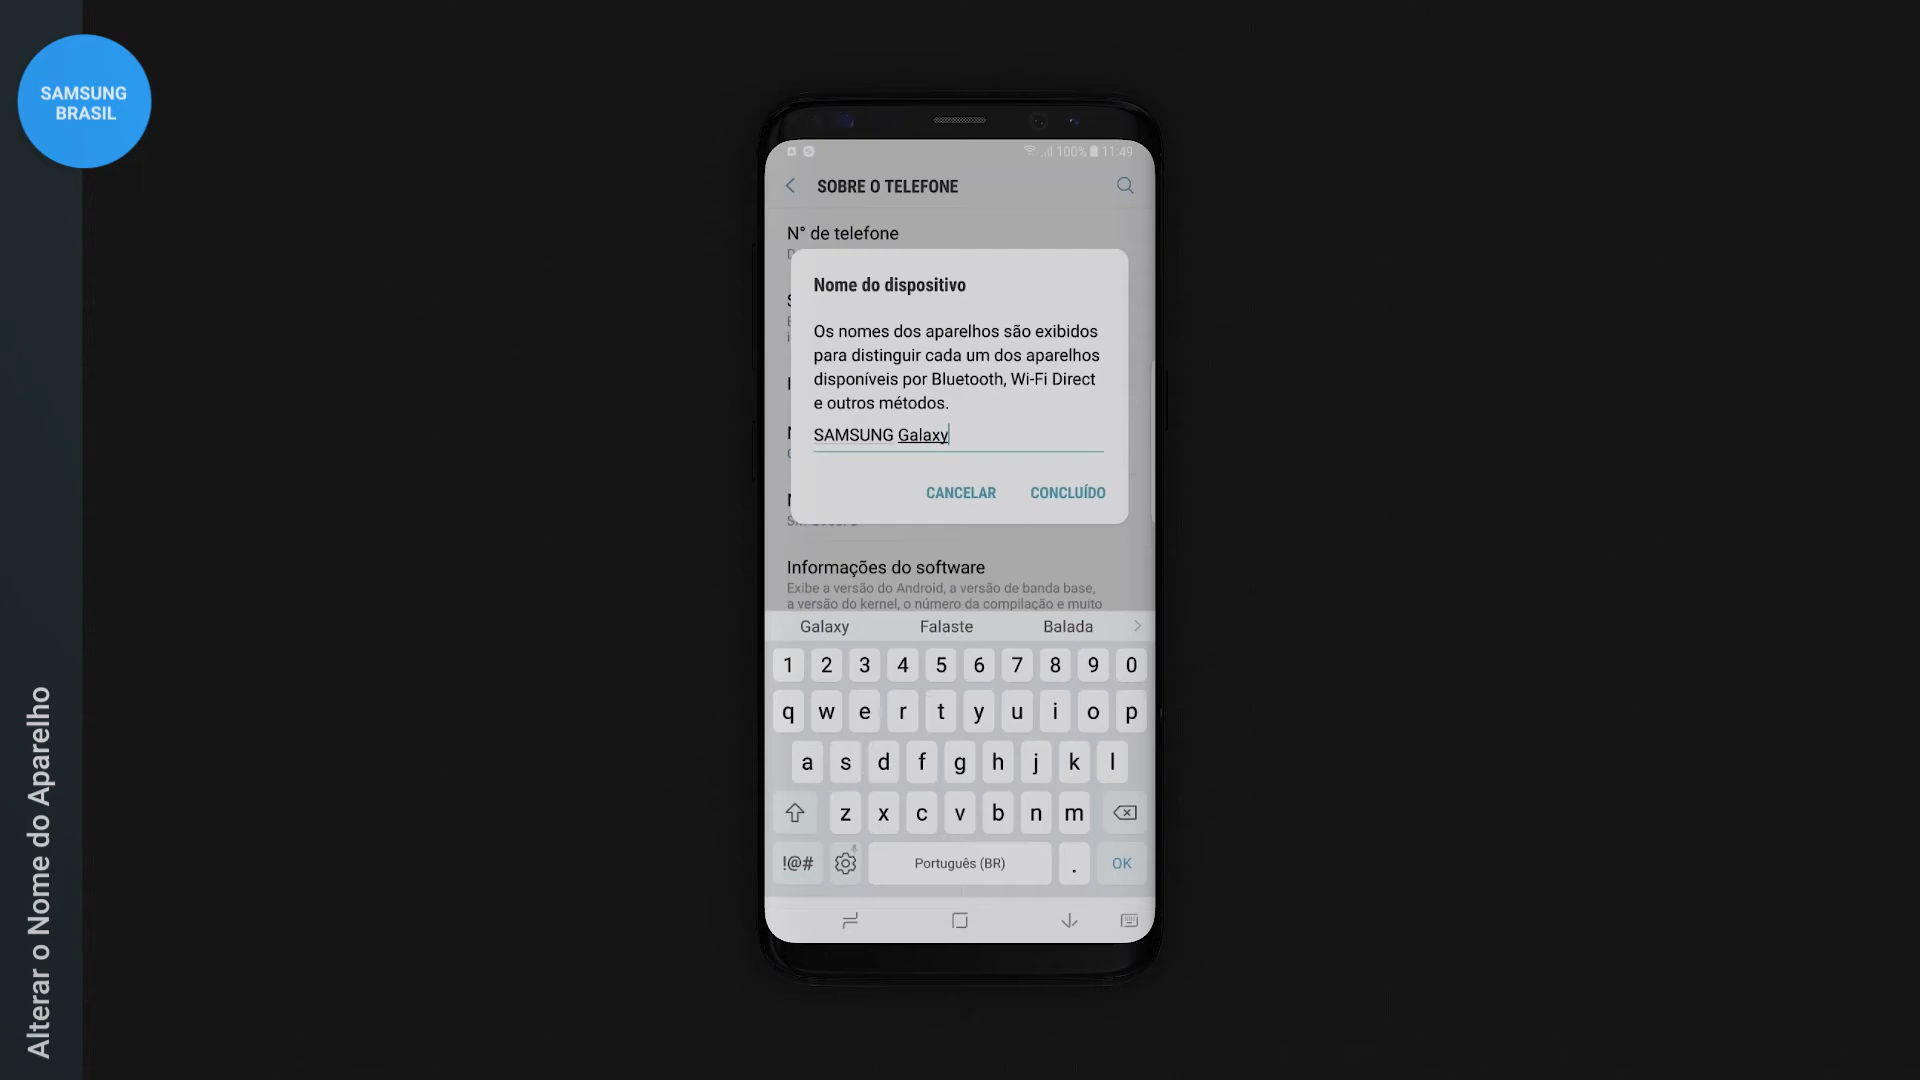 SAMSUNG
BRASIL
Alterar o Nome do Aparelho
100% 11:49
SOBRE O TELEFONE
N° de telefone
Nome do dispositivo
Os nomes dos aparelhos são exibidos
para distinguir cada um dos aparelhos
disponíveis por Bluetooth, Wi-Fi Direct
e outros métodos.
SAMSUNG Galaxy
CANCELAR CONCLUÍDO
Informações do software
Exibe a versão do Android, a versão de banda base,
a versão do kernel, o número da compilação e muito
Galaxy Falaste Balada
1 2 3 4 5 6 7 8 9 0
q w e r t y u i o p
a s d f g h j k l
z x c v b n m
!@# Português (BR) . OK